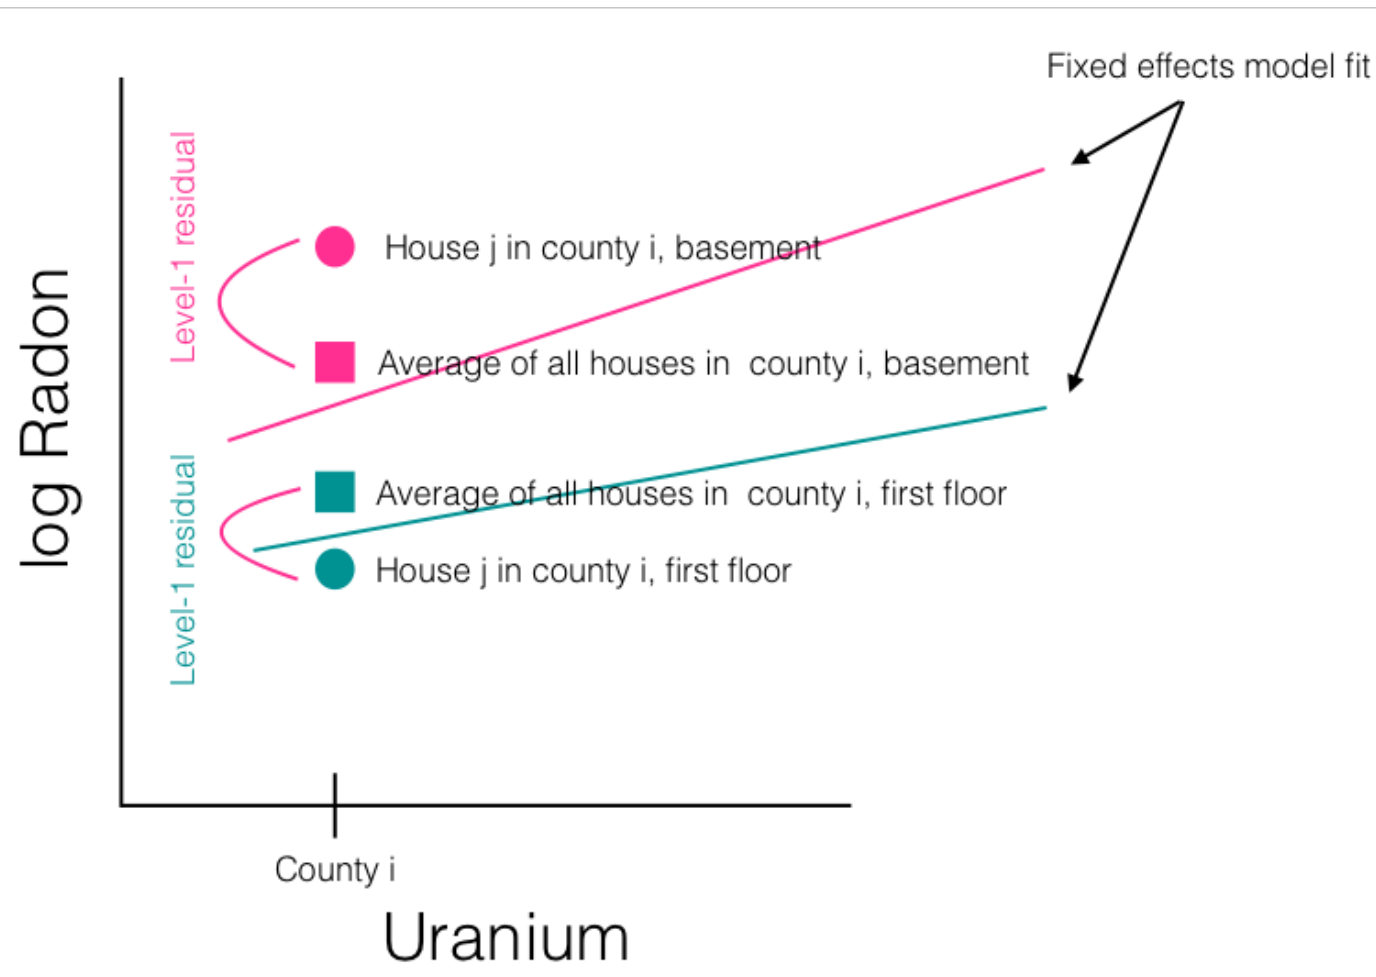 Fixed effects model fit
Level-1 residual
House j in county i, basement
Average of all houses in  county i, basement
log Radon
Level-1 residual
Average of all houses in  county i, first floor
House j in county i, first floor
County i
Uranium